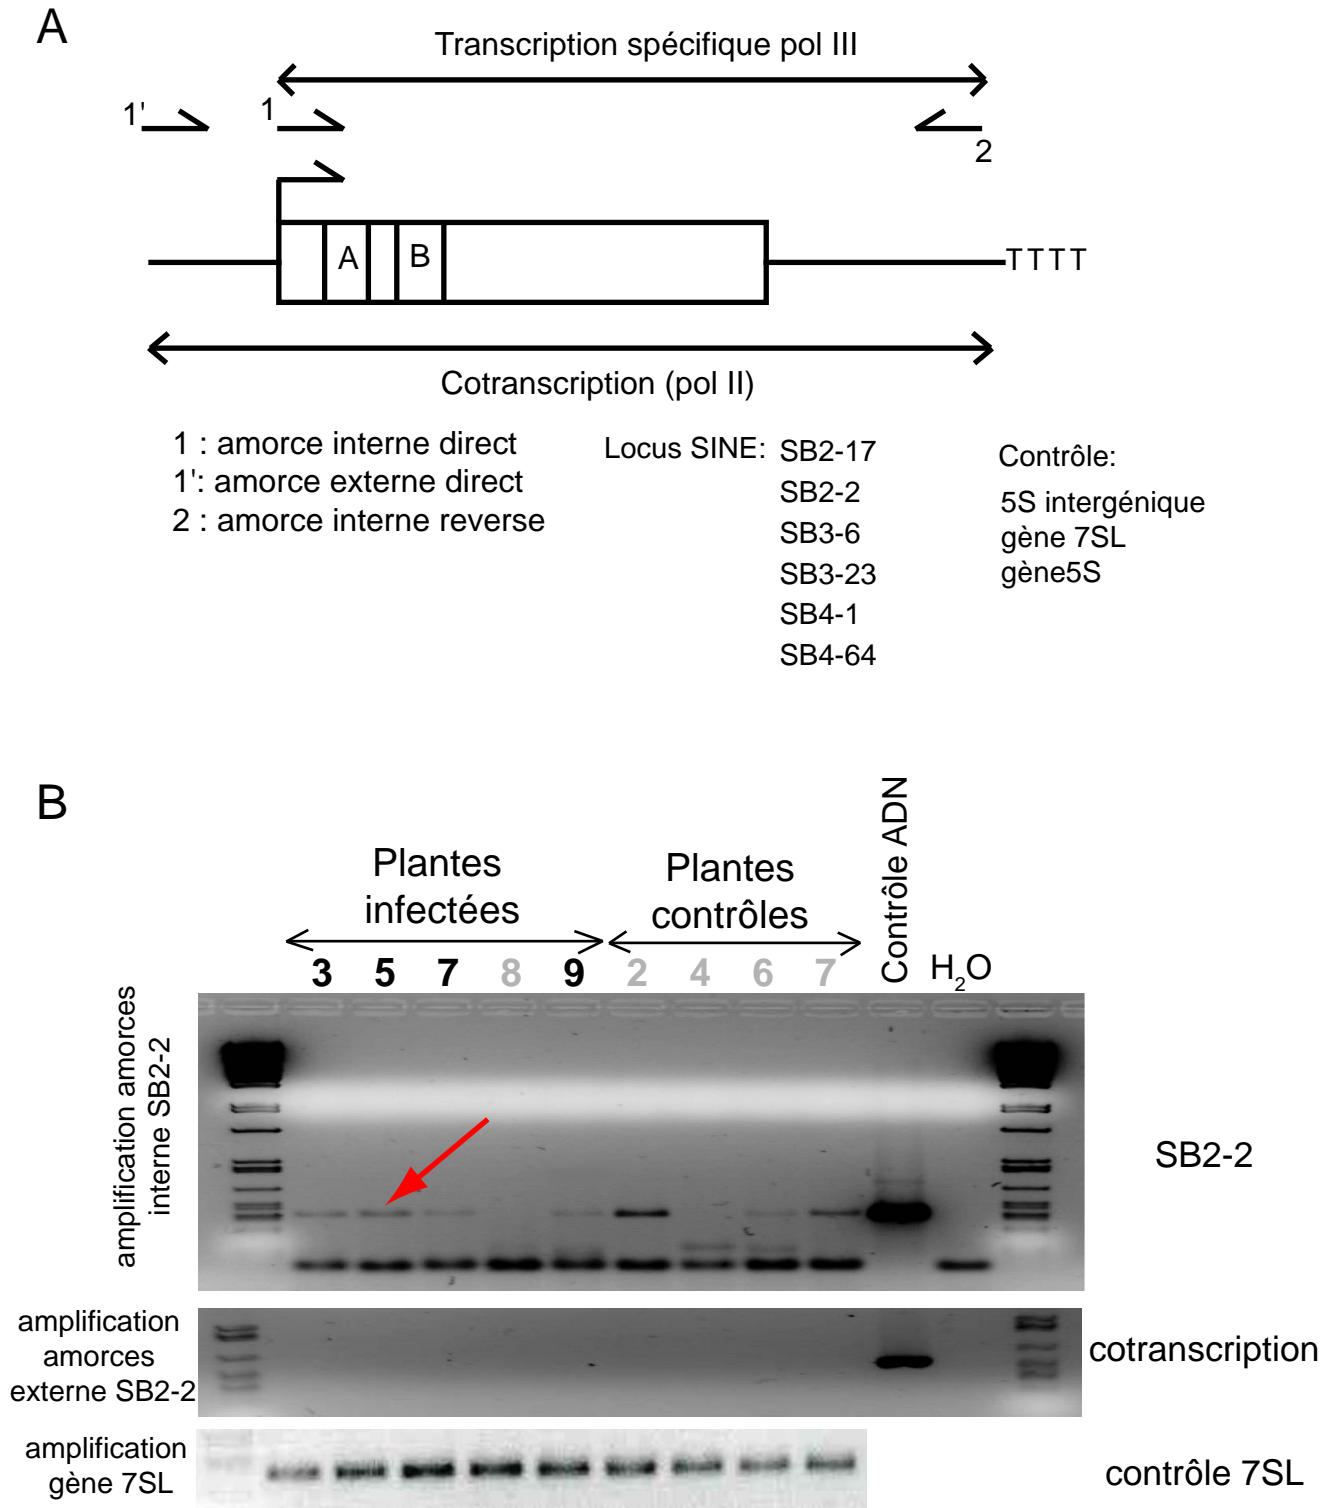 A
Transcription spécifique pol III
1'
1
2
A
B
TTTT
Cotranscription (pol II)
1 : amorce interne direct
1': amorce externe direct
2 : amorce interne reverse
Locus SINE:
SB2-17
SB2-2
SB3-6
SB3-23
SB4-1
SB4-64
Contrôle:
5S intergénique
gène 7SL
gène5S
B
Plantes
infectées
Plantes
contrôles
Contrôle ADN
H2O
3 5 7 8 9 2 4 6 7
amplification amorces
interne SB2-2
SB2-2
amplification
amorces
externe SB2-2
cotranscription
amplification
gène 7SL
contrôle 7SL